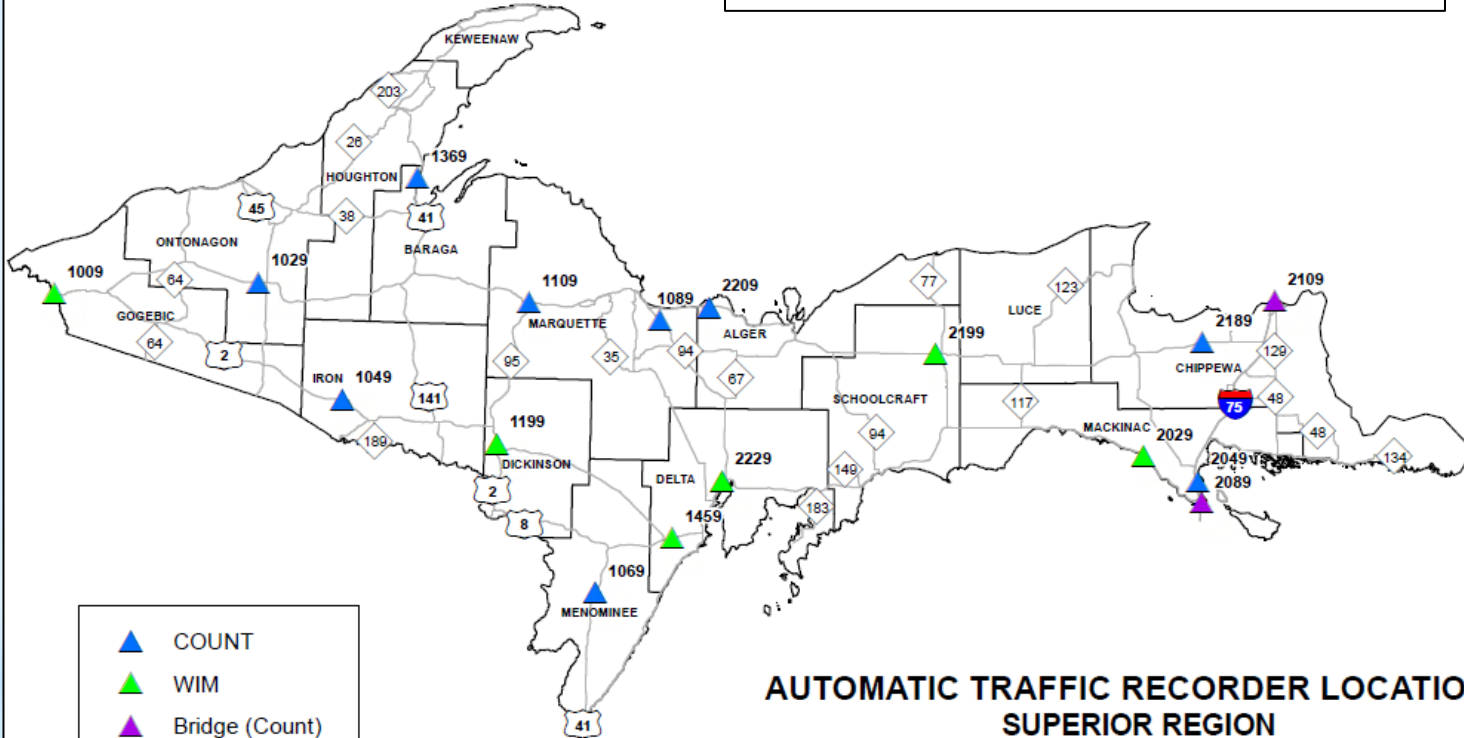 KEWEENAW
203
26
1369
HOUGHTON
45
38
41
ONTONAGON
BARAGA
1029
1009
64
GOGEBIC
64
2
1109
1089
2209
MARQUETTE
ALGER
95
35
94
67
77
LUCE
123
2109
2189
2199
129
CHIPPEWA
IRON
1049
141
189
SCHOOLCRAFT
117
75
48
48
94
MACKINAC
2029
134
1199
DICKINSON
2
8
DELTA
2229
149
183
2049
2089
1459
1069
MENOMINEE
41
COUNT
WIM
Bridge (Count)
AUTOMATIC TRAFFIC RECORDER LOCATIO
SUPERIOR REGION